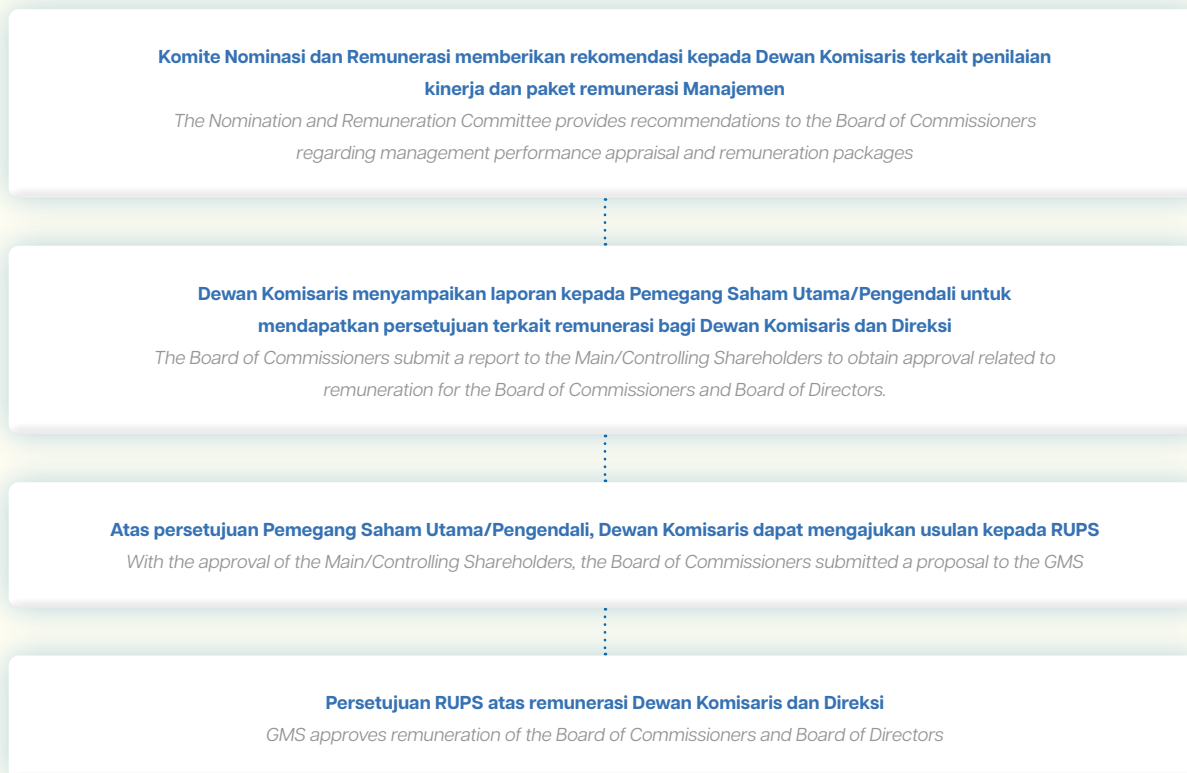 Komite Nominasi dan Remunerasi memberikan rekomendasi kepada Dewan Komisaris terkait penilaian
kinerja dan paket remunerasi Manajemen
The Nomination and Remuneration Committee provides recommendations to the Board of Commissioners
regarding management performance appraisal and remuneration packages
Dewan Komisaris menyampaikan laporan kepada Pemegang Saham Utama/Pengendali untuk
mendapatkan persetujuan terkait remunerasi bagi Dewan Komisaris dan Direksi
The Board of Commissioners submit a report to the Main/Controlling Shareholders to obtain approval related to
remuneration for the Board of Commissioners and Board of Directors.
Atas persetujuan Pemegang Saham Utama/Pengendali, Dewan Komisaris dapat mengajukan usulan kepada RUPS
With the approval of the Main/Controlling Shareholders, the Board of Commissioners submitted a proposal to the GMS
Persetujuan RUPS atas remunerasi Dewan Komisaris dan Direksi
GMS approves remuneration of the Board of Commissioners and Board of Directors